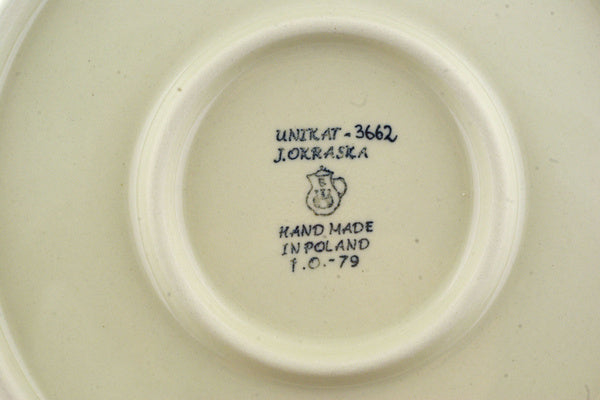 UNIKAT - 3662
J. OKRASKA
HAND MADE
IN POLAND
J.O.-79